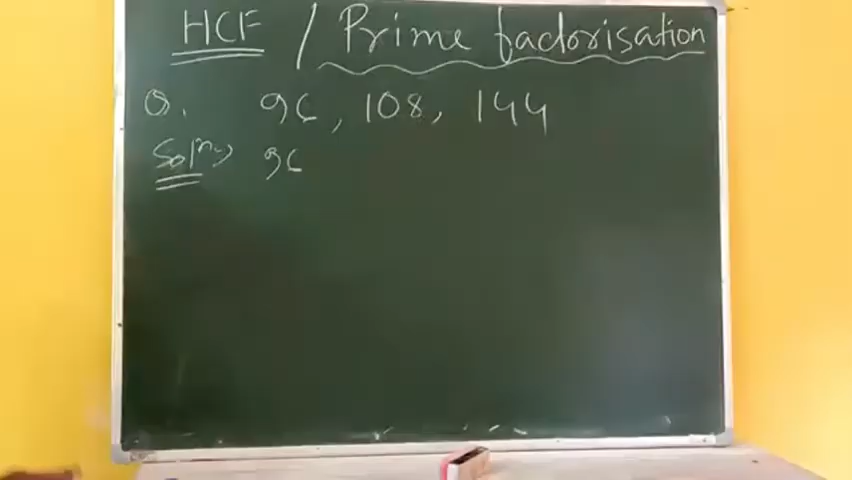 HCF / Prime factorisation
Q. 96, 108, 144
Solⁿ→ 96